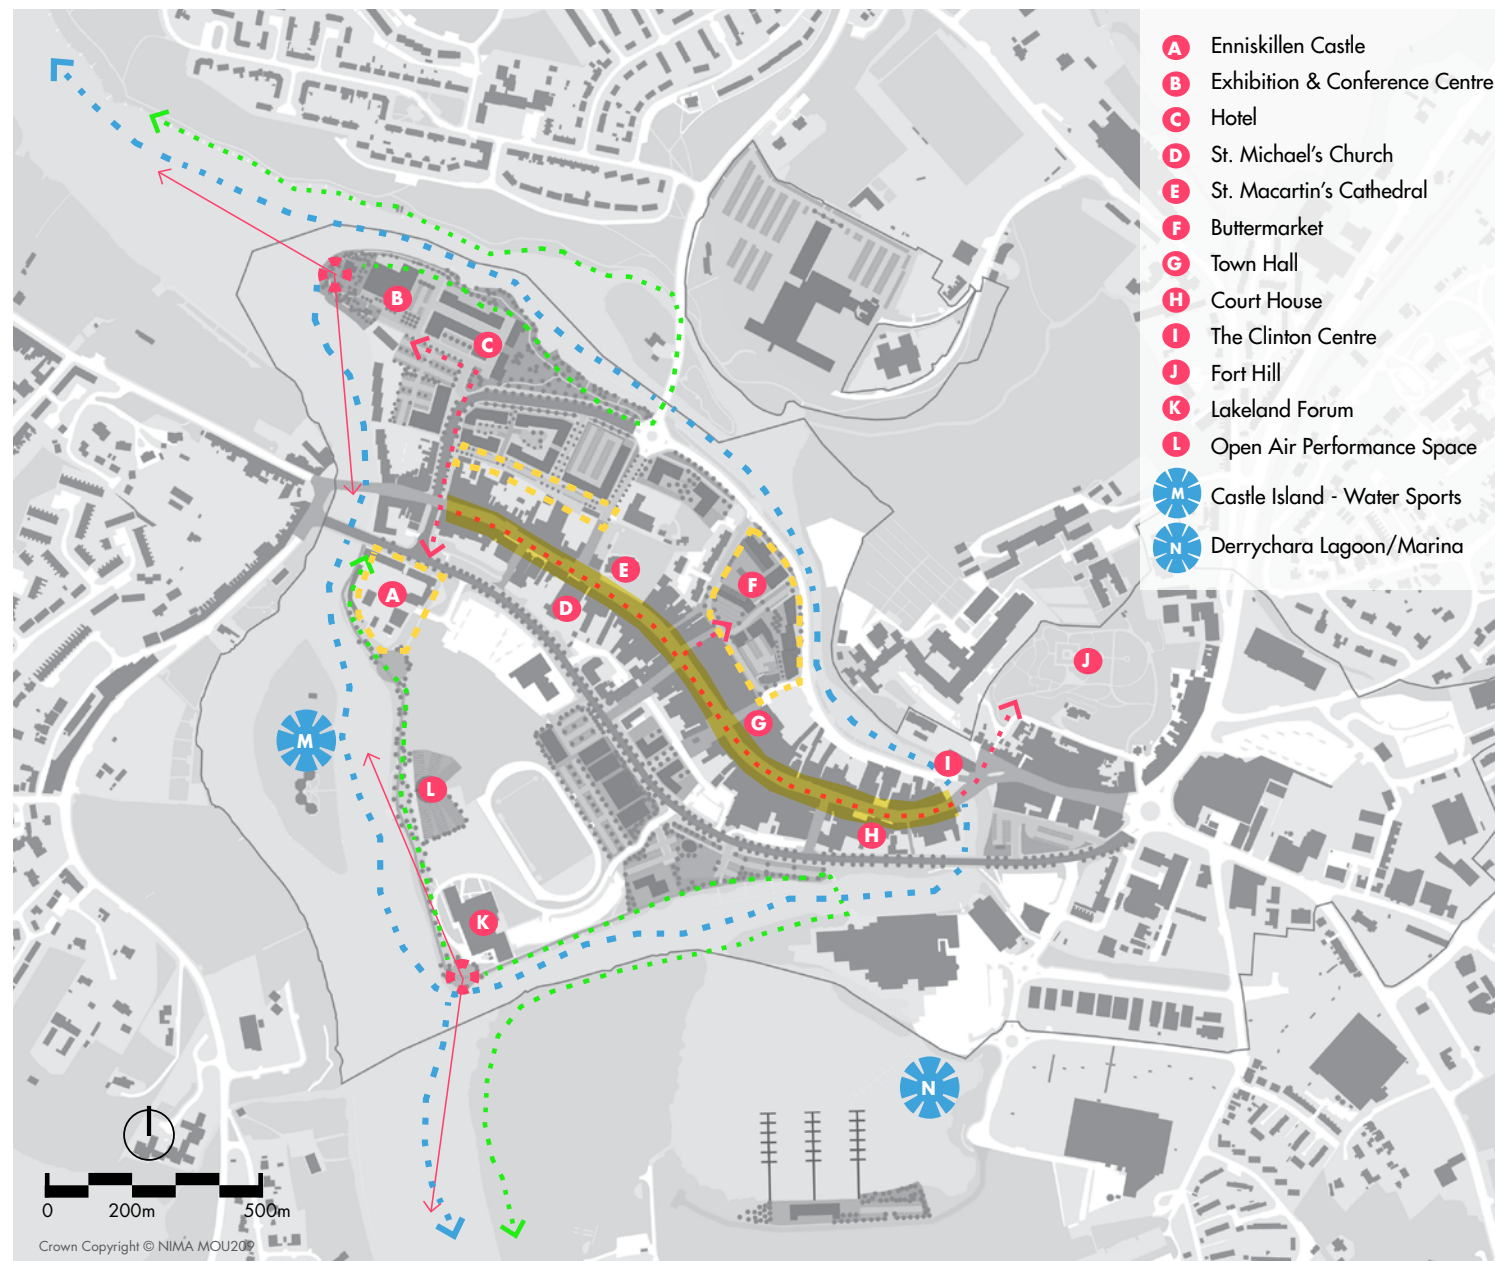 A Enniskillen Castle
B Exhibition & Conference Centre
C Hotel
D St. Michael's Church
E St. Macartin's Cathedral
F Buttermarket
G Town Hall
H Court House
I The Clinton Centre
J Fort Hill
K Lakeland Forum
L Open Air Performance Space
M Castle Island - Water Sports
N Derrychara Lagoon/Marina
B
C
E
F
A
D
J
G
M
I
L
H
K
N
0 200m 500m
Crown Copyright © NIMA MOU209